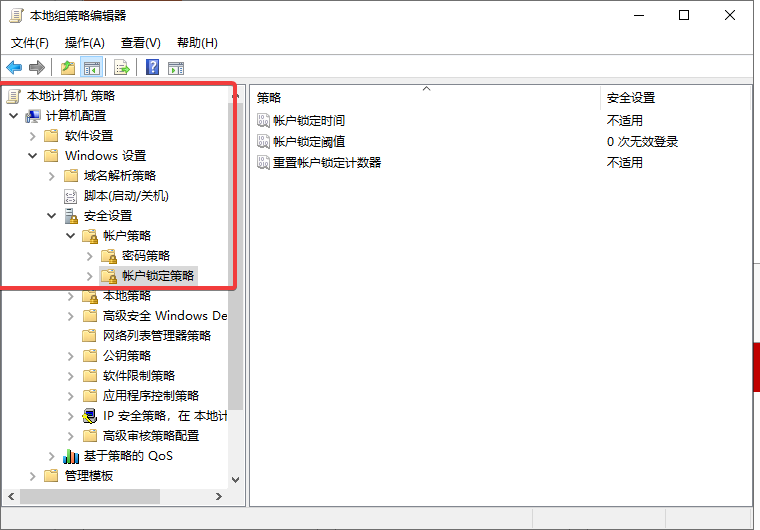 本地组策略编辑器
文件(F) 操作(A) 查看(V) 帮助(H)
本地计算机 策略
计算机配置
软件设置
Windows 设置
域名解析策略
脚本(启动/关机)
安全设置
帐户策略
密码策略
帐户锁定策略
本地策略
高级安全 Windows De
网络列表管理器策略
公钥策略
软件限制策略
应用程序控制策略
IP 安全策略，在 本地计
高级审核策略配置
基于策略的 QoS
管理模板
策略 安全设置
帐户锁定时间 不适用
帐户锁定阈值 0 次无效登录
重置帐户锁定计数器 不适用